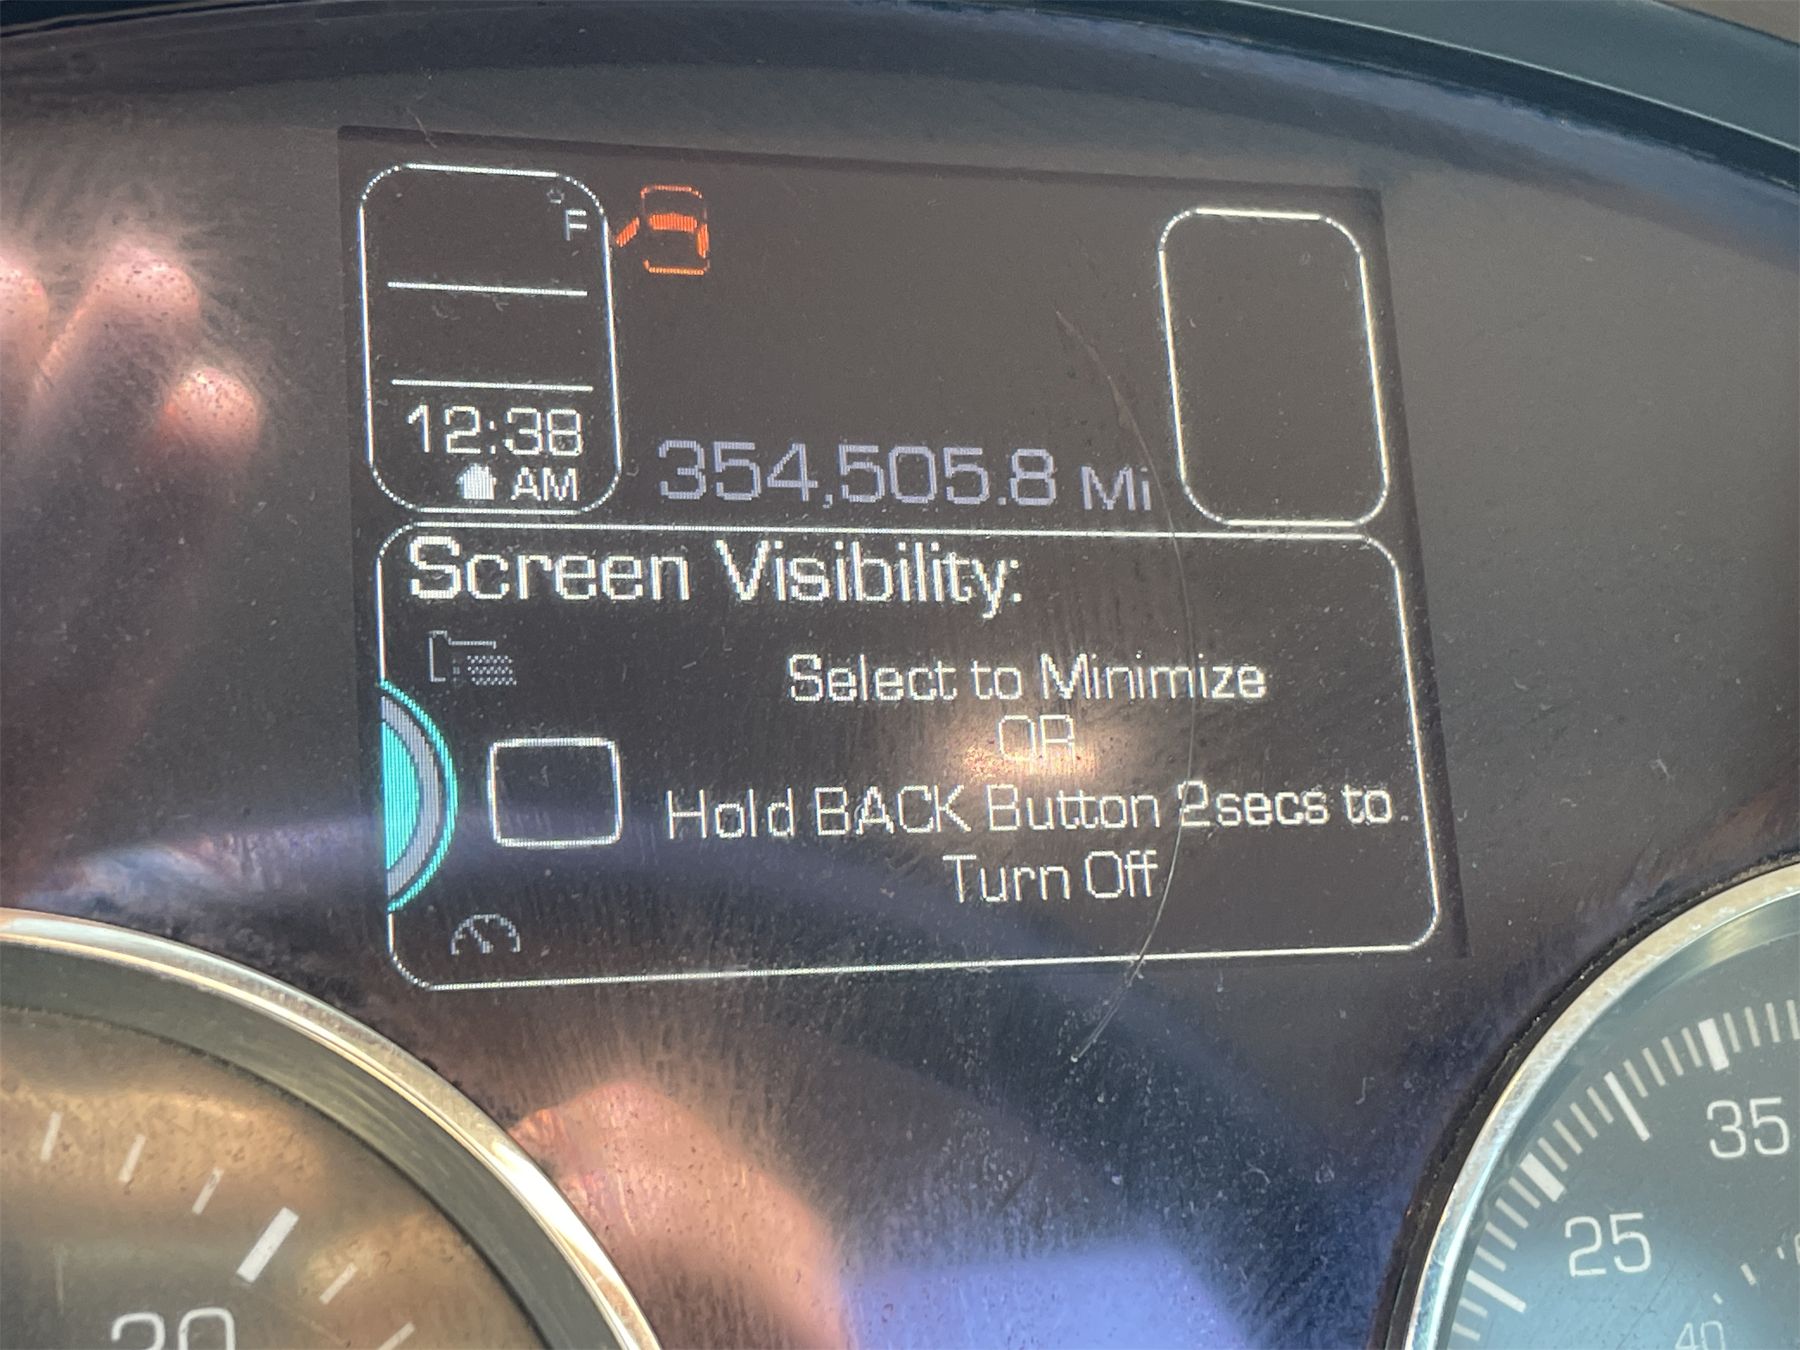 °F
12:38
AM
354,505.8 Mi
Screen Visibility:
Select to Minimize
OR
Hold BACK Button 2secs to
Turn Off
35
25
40